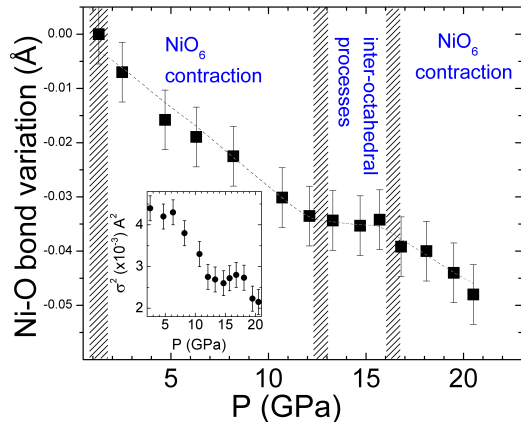 NiO6
contraction
inter-octahedral
processes
NiO6
contraction
Ni-O bond variation (Å)
0.00
-0.01
-0.02
-0.03
-0.04
-0.05
σ2 (x10-3) A2
4
3
2
5
10
15
20
P (GPa)
5
10
15
20
P (GPa)